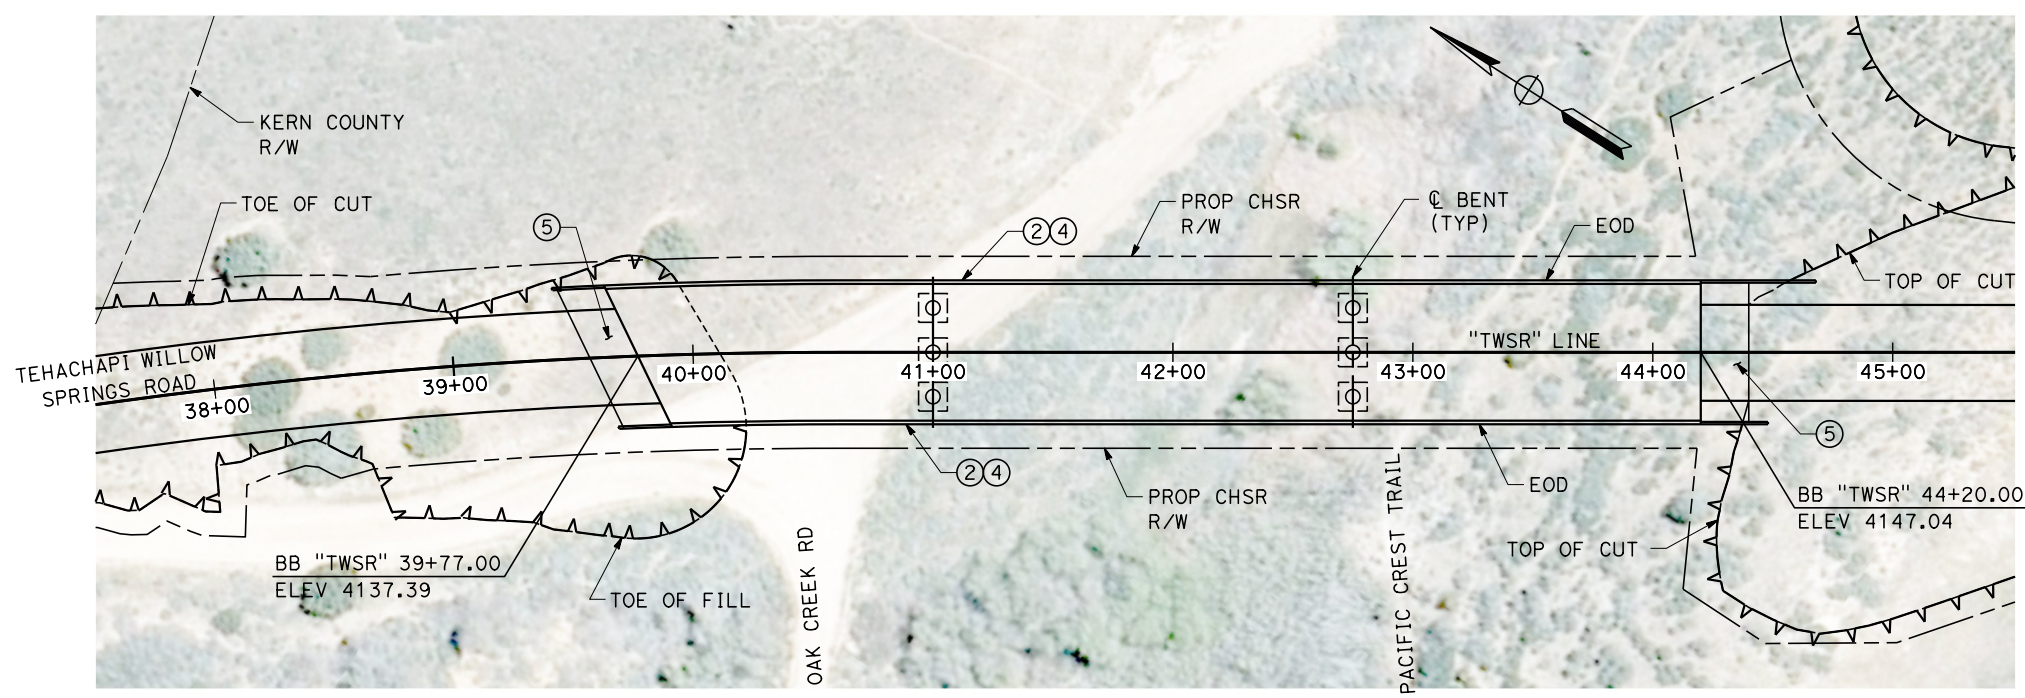 KERN COUNTY
R/W
TOE OF CUT
5
2 4
PROP CHSR
R/W
℄ BENT
(TYP)
EOD
TOP OF CUT
TEHACHAPI WILLOW
SPRINGS ROAD
38+00
39+00
40+00
41+00
42+00
43+00
44+00
45+00
"TWSR" LINE
5
2 4
PROP CHSR
R/W
EOD
BB "TWSR" 44+20.00
ELEV 4147.04
TOP OF CUT
BB "TWSR" 39+77.00
ELEV 4137.39
TOE OF FILL
OAK CREEK RD
PACIFIC CREST TRAIL